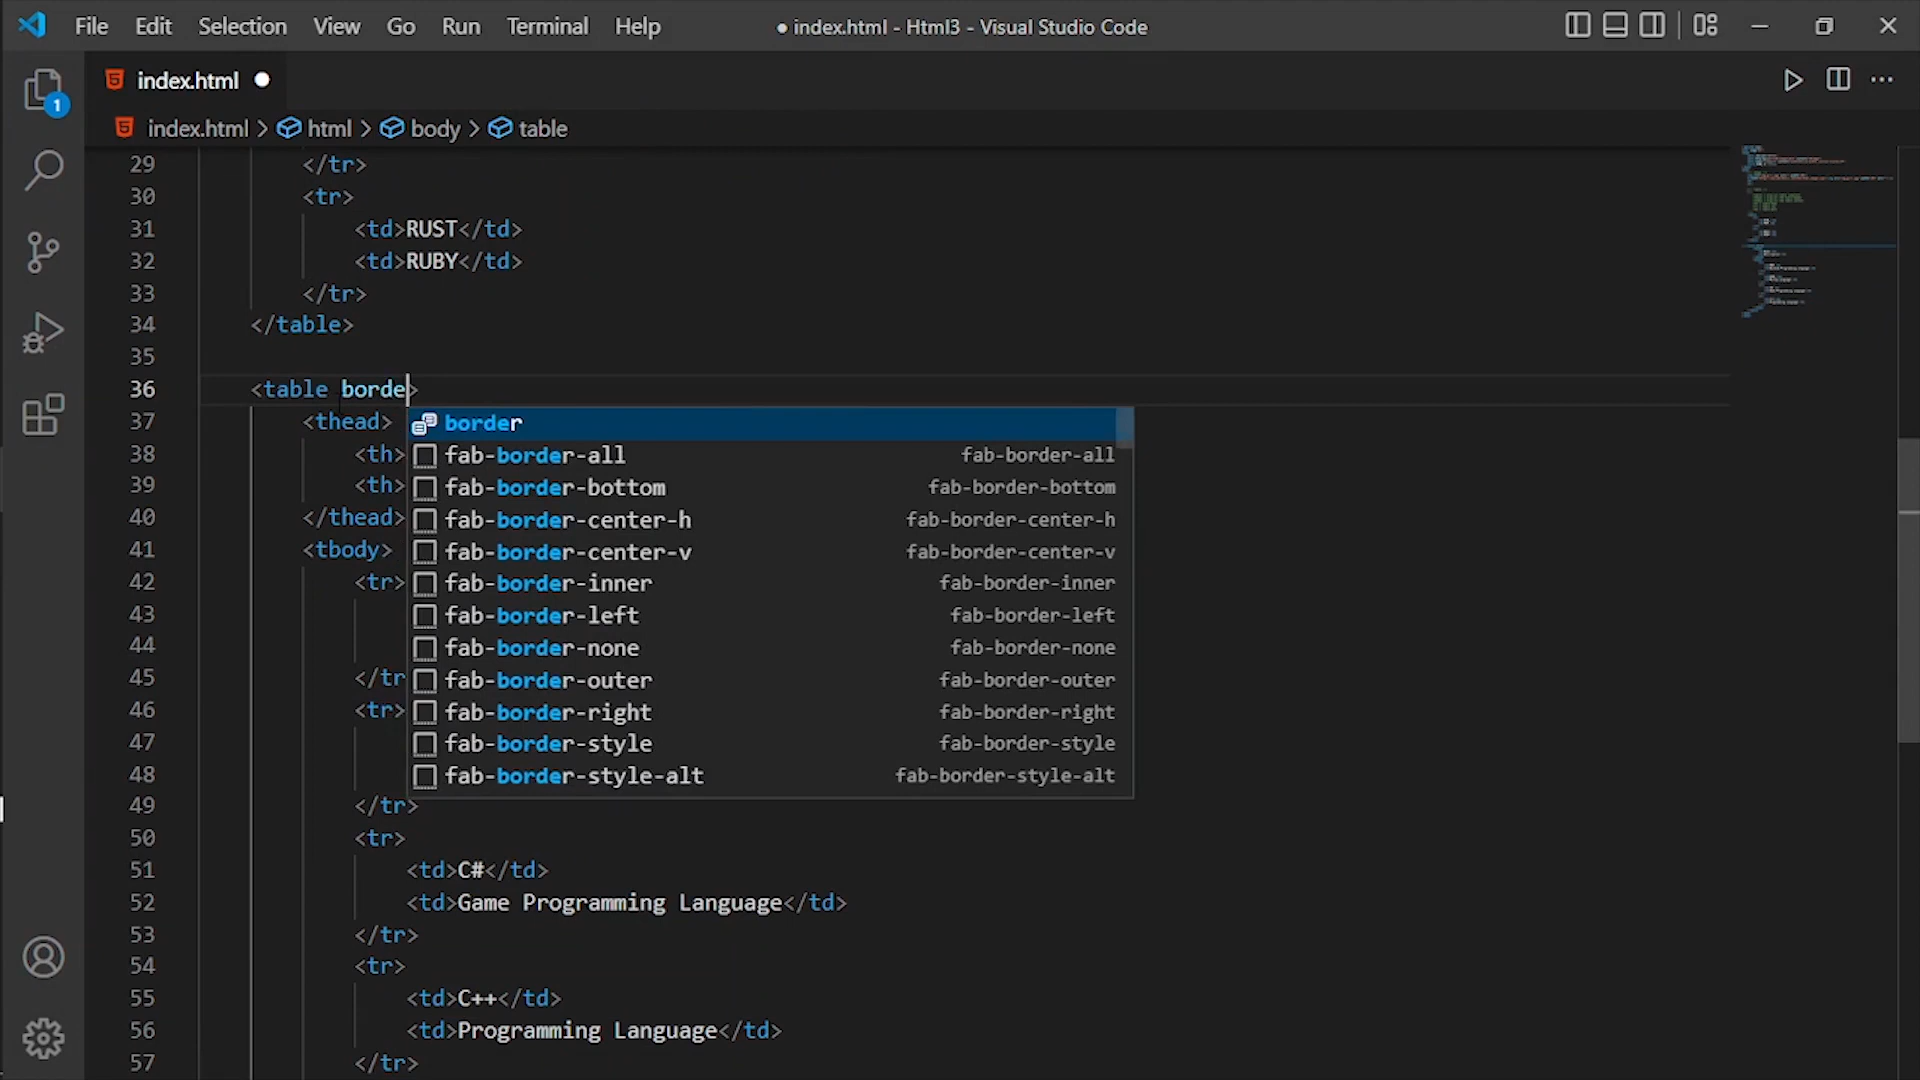 File Edit Selection View Go Run Terminal Help ● index.html - Html3 - Visual Studio Code
index.html
1
index.html > html > body > table
29 </tr>
30 <tr>
31 <td>RUST</td>
32 <td>RUBY</td>
33 </tr>
34 </table>
35
36 <table borde>
37 <thead> border
38 <th> fab-border-all fab-border-all
39 <th> fab-border-bottom fab-border-bottom
40 </thead> fab-border-center-h fab-border-center-h
41 <tbody> fab-border-center-v fab-border-center-v
42 <tr> fab-border-inner fab-border-inner
43 fab-border-left fab-border-left
44 fab-border-none fab-border-none
45 </tr fab-border-outer fab-border-outer
46 <tr> fab-border-right fab-border-right
47 fab-border-style fab-border-style
48 fab-border-style-alt fab-border-style-alt
49 </tr>
50 <tr>
51 <td>C#</td>
52 <td>Game Programming Language</td>
53 </tr>
54 <tr>
55 <td>C++</td>
56 <td>Programming Language</td>
57 </tr>